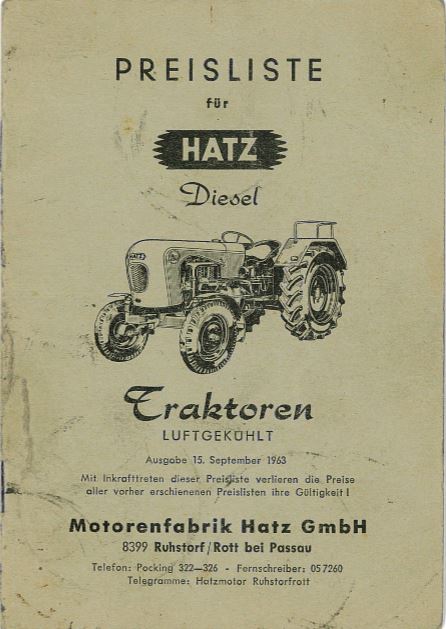 PREISLISTE
für
HATZ
Diesel
HATZ
Traktoren
LUFTGEKÜHLT
Ausgabe 15. September 1963
Mit Inkrafttreten dieser Preisliste verlieren die Preise
aller vorher erschienenen Preislisten ihre Gültigkeit!
Motorenfabrik Hatz GmbH
8399 Ruhstorf/Rott bei Passau
Telefon: Pocking 322—326 - Fernschreiber: 057260
Telegramme: Hatzmotor Ruhstorfrott